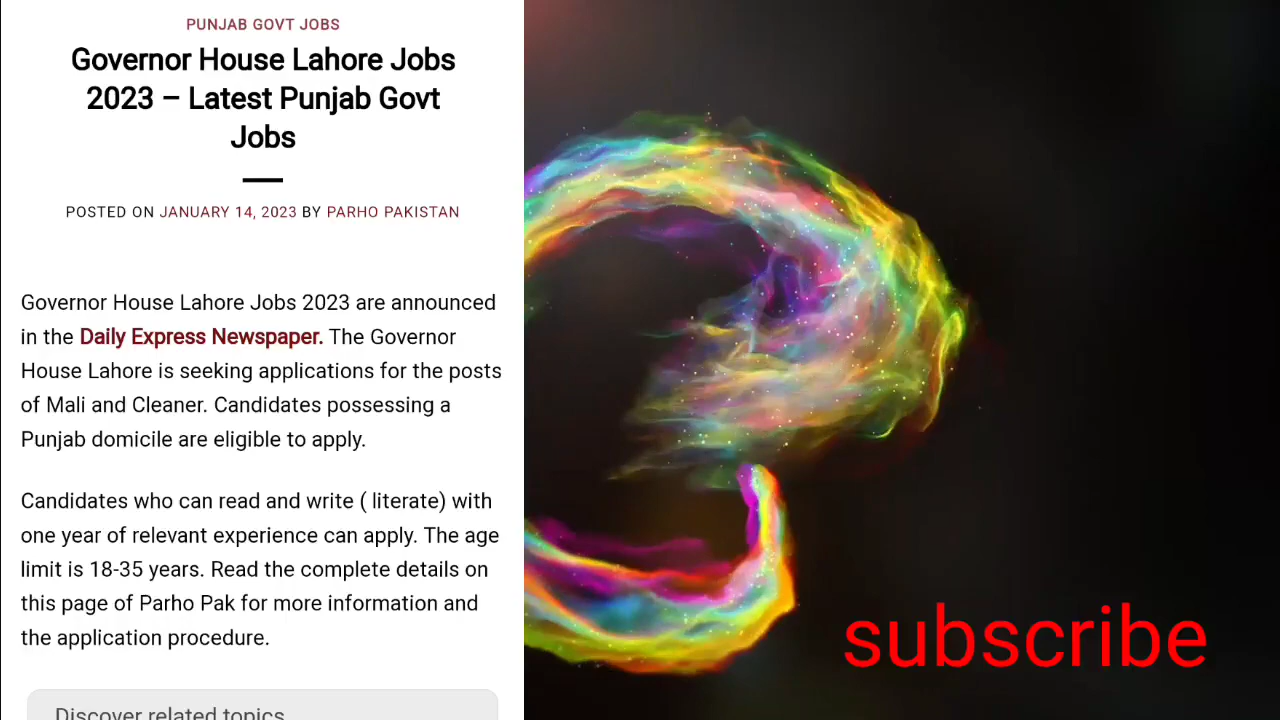 PUNJAB GOVT JOBS
Governor House Lahore Jobs
2023 – Latest Punjab Govt
Jobs
POSTED ON JANUARY 14, 2023 BY PARHO PAKISTAN
Governor House Lahore Jobs 2023 are announced
in the Daily Express Newspaper. The Governor
House Lahore is seeking applications for the posts
of Mali and Cleaner. Candidates possessing a
Punjab domicile are eligible to apply.
Candidates who can read and write ( literate) with
one year of relevant experience can apply. The age
limit is 18-35 years. Read the complete details on
this page of Parho Pak for more information and
the application procedure.
Discover related topics
subscribe